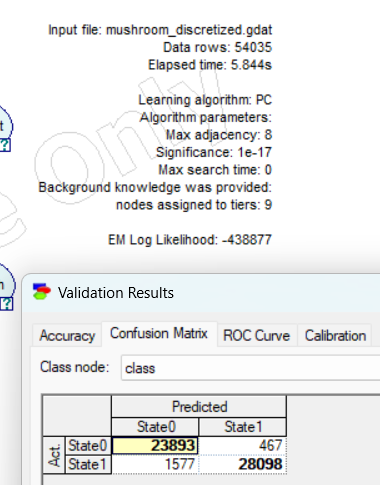 Input file: mushroom_discretized.gdat
Data rows: 54035
Elapsed time: 5.844s
Learning algorithm: PC
Algorithm parameters:
Max adjacency: 8
Significance: 1e-17
Max search time: 0
Background knowledge was provided:
nodes assigned to tiers: 9
EM Log Likelihood: -438877
t
?
e Only
n
?
Validation Results
Accuracy Confusion Matrix ROC Curve Calibration
Class node: class
Predicted
State0 State1
Act. State0 23893 467
State1 1577 28098